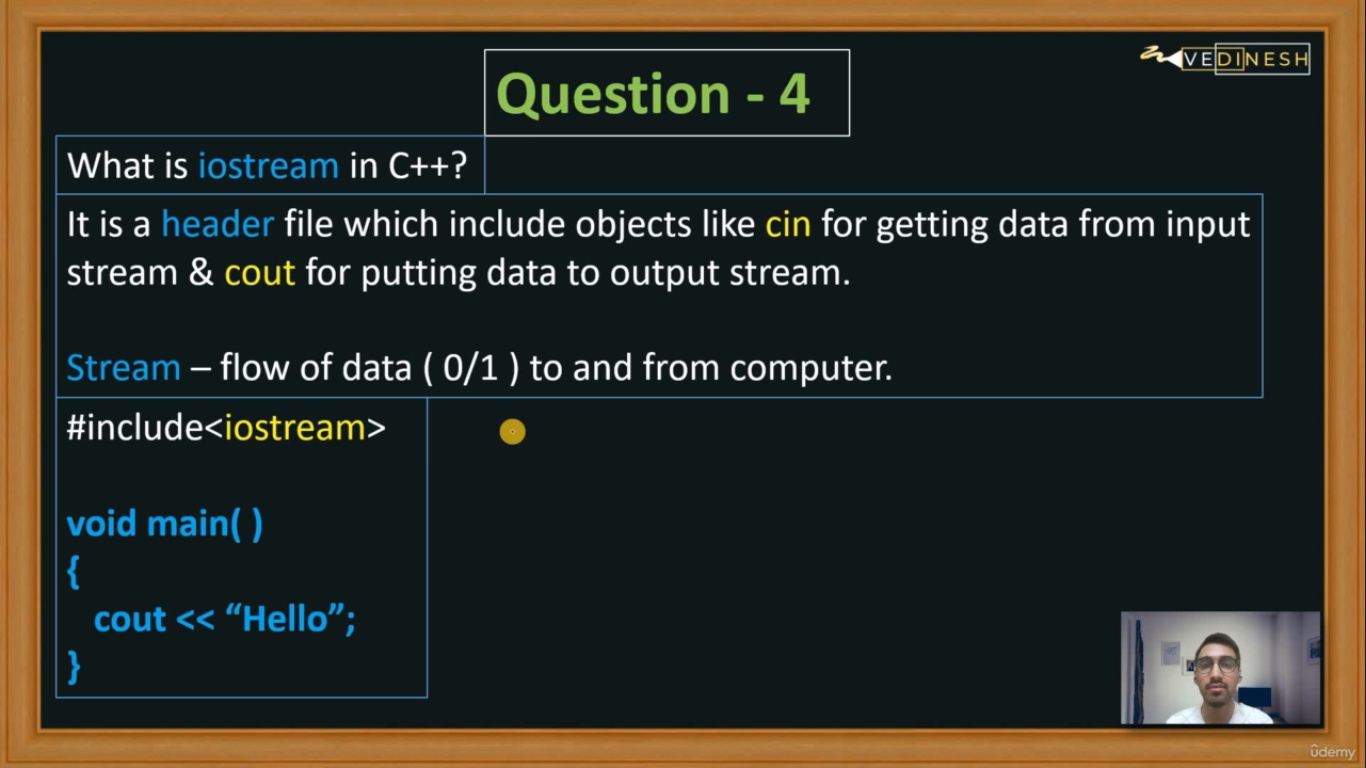 VEDINESH
Question - 4
What is iostream in C++?
It is a header file which include objects like cin for getting data from input
stream & cout for putting data to output stream.
Stream – flow of data ( 0/1 ) to and from computer.
#include<iostream>
void main( )
{
cout << “Hello”;
}
ûdemy